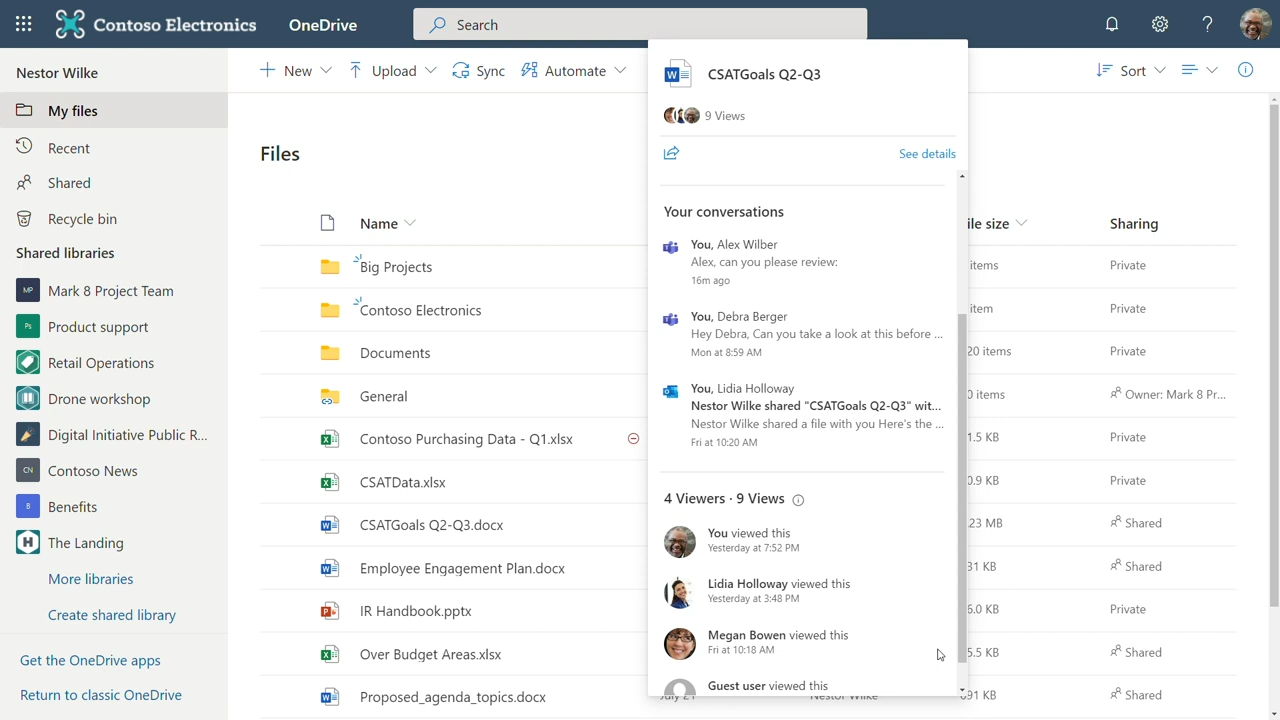 Contoso Electronics
OneDrive
Search
Nestor Wilke
New
Upload
Sync
Automate
Sort
My files
Recent
Shared
Recycle bin
Shared libraries
MP Mark 8 Project Team
Ps Product support
Retail Operations
Drone workshop
Digital Initiative Public R...
CN Contoso News
B Benefits
The Landing
More libraries
Create shared library
Get the OneDrive apps
Return to classic OneDrive
Files
Name
ile size
Sharing
Big Projects
items
Private
Contoso Electronics
item
Private
Documents
20 items
Private
General
0 items
Owner: Mark 8 Pr...
Contoso Purchasing Data - Q1.xlsx
1.5 KB
Private
CSATData.xlsx
0.9 KB
Private
CSATGoals Q2-Q3.docx
23 MB
Shared
Employee Engagement Plan.docx
31 KB
Shared
IR Handbook.pptx
6.0 KB
Private
Over Budget Areas.xlsx
5.5 KB
Shared
Proposed_agenda_topics.docx
July 21
Nestor Wilke
691 KB
Shared
CSATGoals Q2-Q3
9 Views
See details
Your conversations
You, Alex Wilber
Alex, can you please review:
16m ago
You, Debra Berger
Hey Debra, Can you take a look at this before ...
Mon at 8:59 AM
You, Lidia Holloway
Nestor Wilke shared "CSATGoals Q2-Q3" wit...
Nestor Wilke shared a file with you Here's the ...
Fri at 10:20 AM
4 Viewers · 9 Views
You viewed this
Yesterday at 7:52 PM
Lidia Holloway viewed this
Yesterday at 3:48 PM
Megan Bowen viewed this
Fri at 10:18 AM
Guest user viewed this